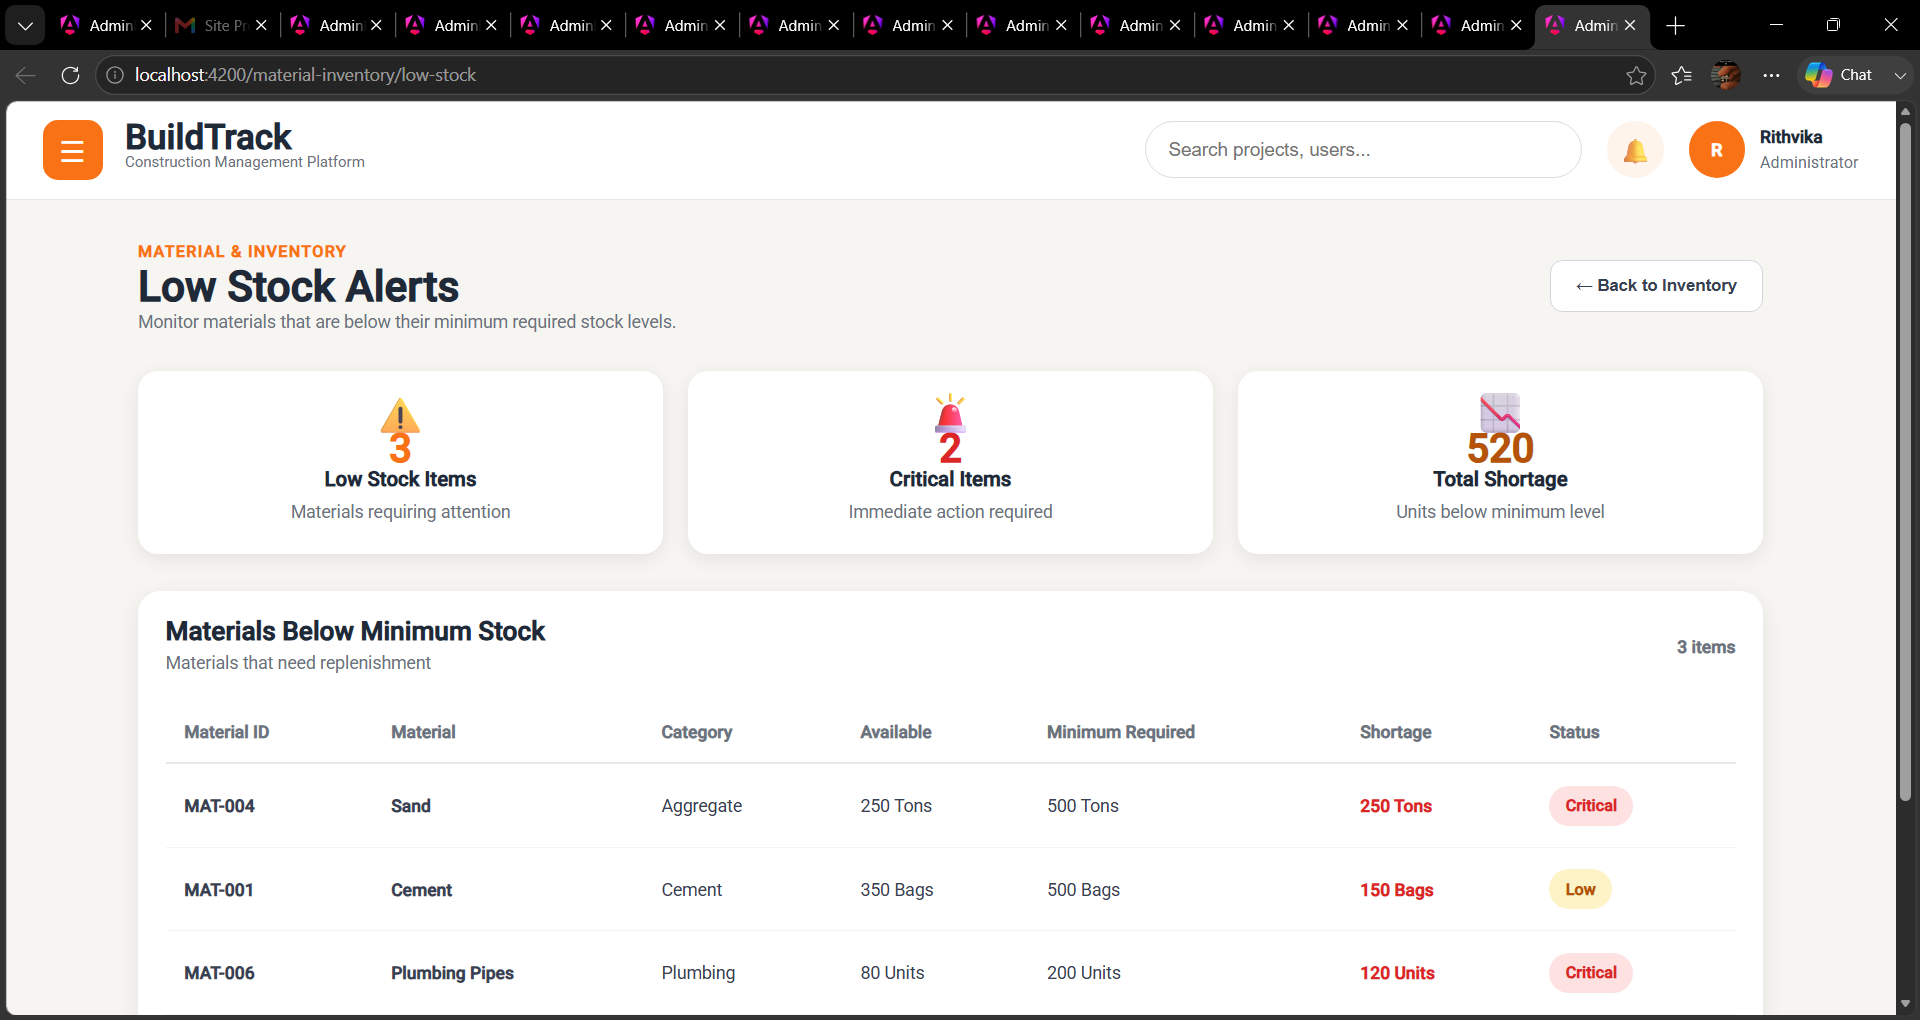 Admin Site Pr Admin Admin Admin Admin Admin Admin Admin Admin Admin Admin Admin Admin
localhost:4200/material-inventory/low-stock
Chat
BuildTrack
Construction Management Platform
Search projects, users...
R
Rithvika
Administrator
MATERIAL & INVENTORY
Low Stock Alerts
Monitor materials that are below their minimum required stock levels.
← Back to Inventory
3
Low Stock Items
Materials requiring attention
2
Critical Items
Immediate action required
520
Total Shortage
Units below minimum level
Materials Below Minimum Stock
Materials that need replenishment
3 items
Material ID Material Category Available Minimum Required Shortage Status
MAT-004 Sand Aggregate 250 Tons 500 Tons 250 Tons Critical
MAT-001 Cement Cement 350 Bags 500 Bags 150 Bags Low
MAT-006 Plumbing Pipes Plumbing 80 Units 200 Units 120 Units Critical